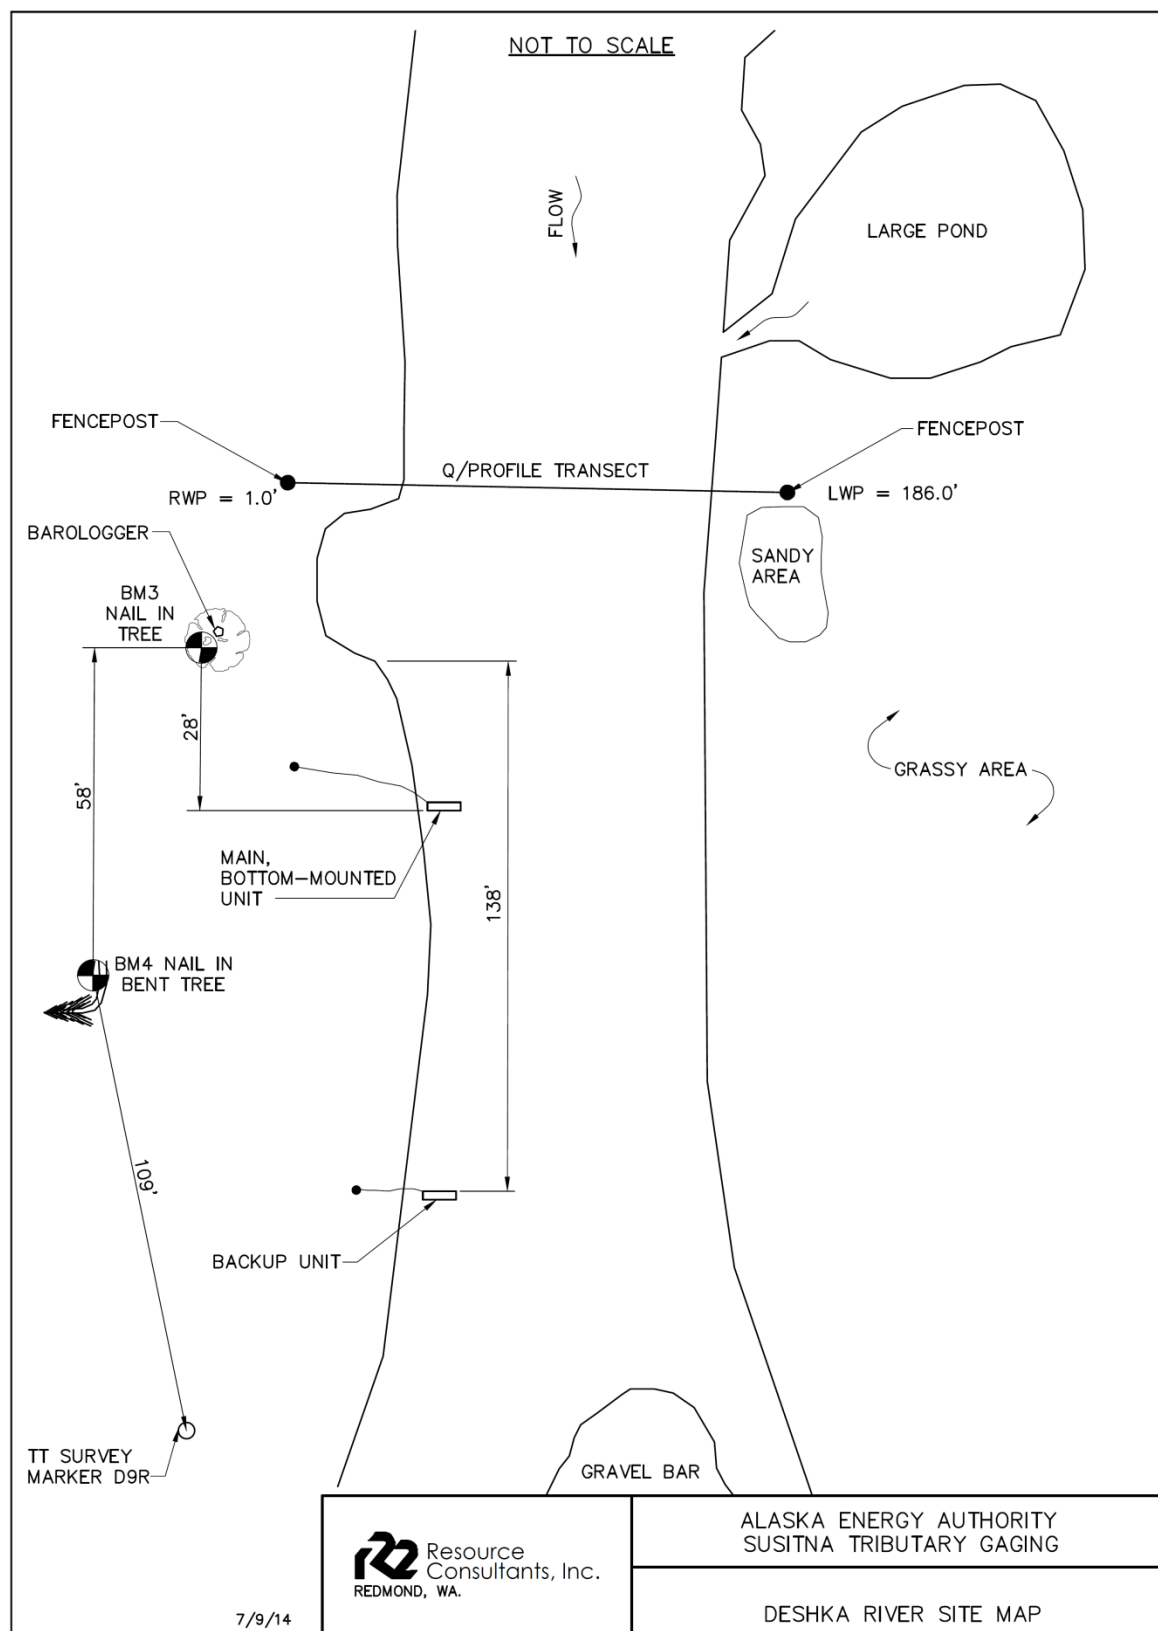 NOT TO SCALE
FLOW
LARGE POND
FENCEPOST
FENCEPOST
Q/PROFILE TRANSECT
RWP = 1.0'
LWP = 186.0'
BAROLOGGER
SANDY
AREA
BM3
NAIL IN
TREE
28'
58'
GRASSY AREA
MAIN,
BOTTOM-MOUNTED
UNIT
138'
BM4 NAIL IN
BENT TREE
109'
BACKUP UNIT
TT SURVEY
MARKER D9R
GRAVEL BAR
R2 Resource
Consultants, Inc.
REDMOND, WA.
ALASKA ENERGY AUTHORITY
SUSITNA TRIBUTARY GAGING
7/9/14
DESHKA RIVER SITE MAP